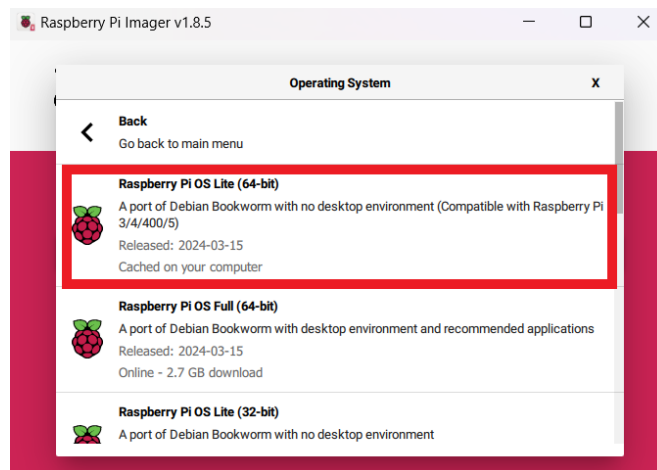 Raspberry Pi Imager v1.8.5
Operating System
X
Back
Go back to main menu
Raspberry Pi OS Lite (64-bit)
A port of Debian Bookworm with no desktop environment (Compatible with Raspberry Pi
3/4/400/5)
Released: 2024-03-15
Cached on your computer
Raspberry Pi OS Full (64-bit)
A port of Debian Bookworm with desktop environment and recommended applications
Released: 2024-03-15
Online - 2.7 GB download
Raspberry Pi OS Lite (32-bit)
A port of Debian Bookworm with no desktop environment